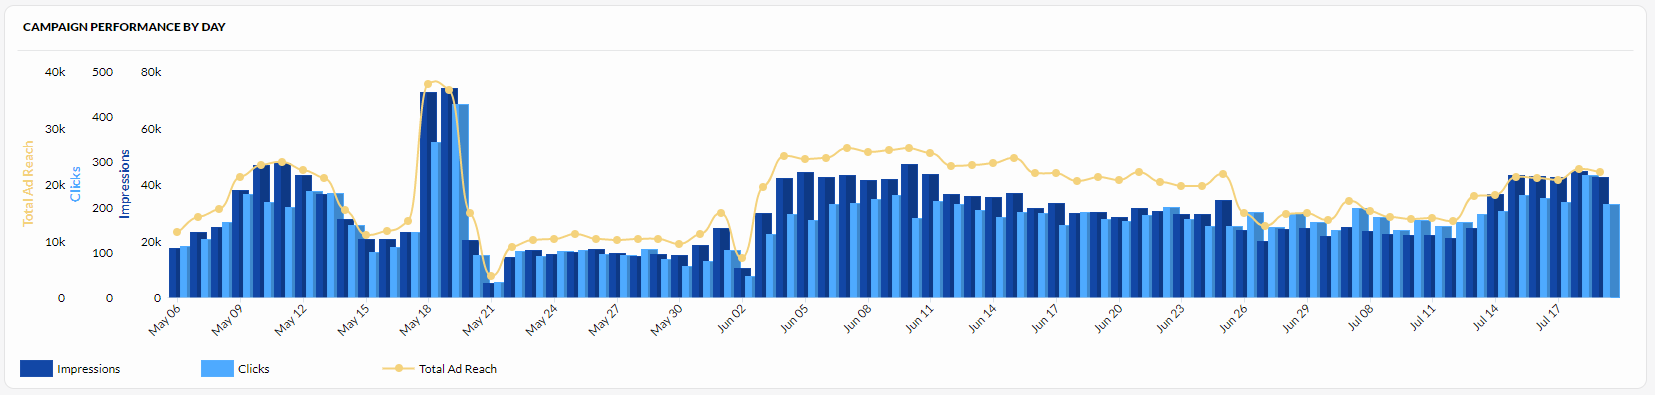 CAMPAIGN PERFORMANCE BY DAY
40k 500 80k
400
30k 60k
300
20k 40k
200
10k 20k
100
0 0 0
Total Ad Reach
Clicks
Impressions
May 06 May 09 May 12 May 15 May 18 May 21 May 24 May 27 May 30 Jun 02 Jun 05 Jun 08 Jun 11 Jun 14 Jun 17 Jun 20 Jun 23 Jun 26 Jun 29 Jul 08 Jul 11 Jul 14 Jul 17
Impressions Clicks Total Ad Reach